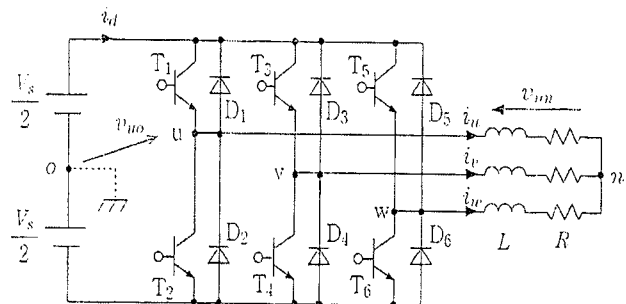 i_d
T_1
T_3
T_5
V_s
2
D_1
D_3
D_5
v_un
v_uo
u
i_u
o
v
i_v
n
w
i_w
V_s
2
D_2
D_4
D_6
L
R
T_2
T_4
T_6